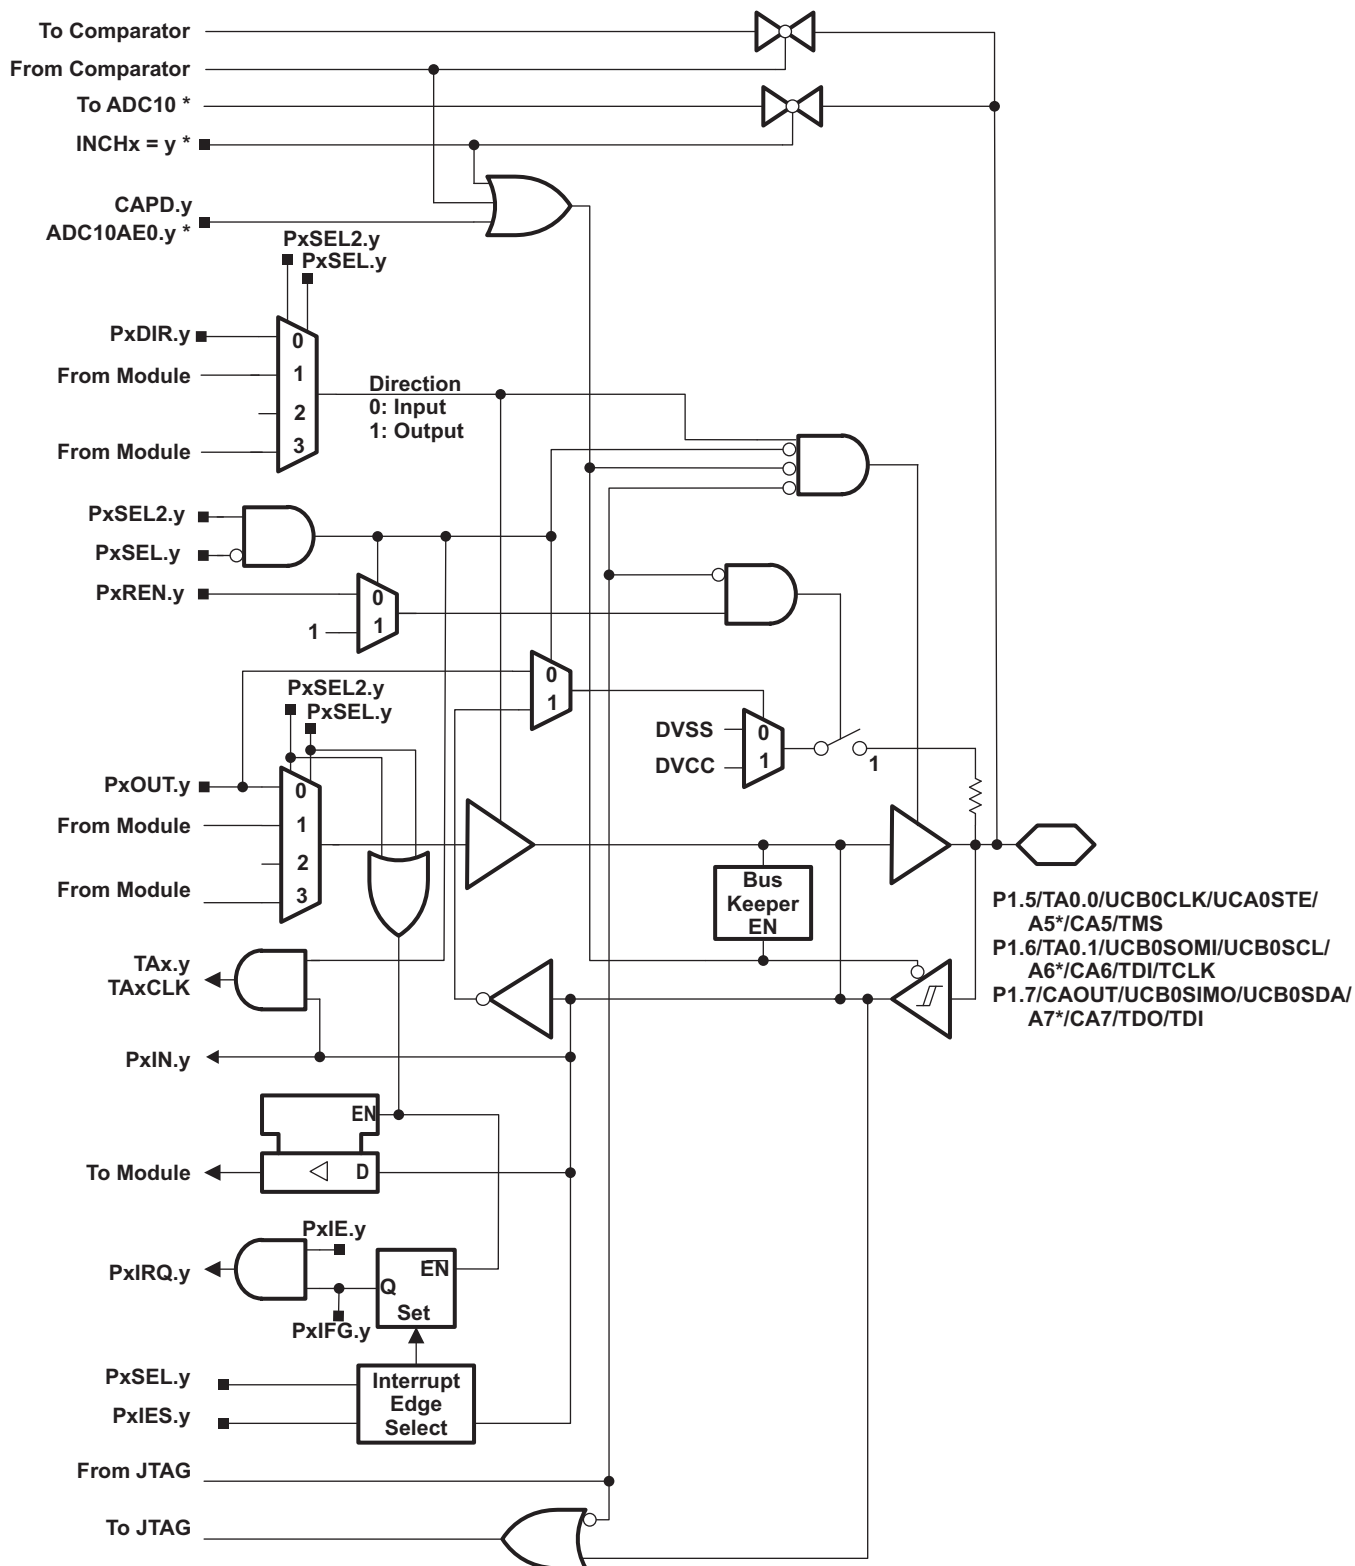 To Comparator
From Comparator
To ADC10 *
INCHx = y *
CAPD.y
ADC10AE0.y *
PxSEL2.y
PxSEL.y
PxDIR.y
0
From Module
1
2
From Module
3
Direction
0: Input
1: Output
PxSEL2.y
PxSEL.y
PxREN.y
0
1
1
0
1
PxSEL2.y
PxSEL.y
DVSS
0
DVCC
1
1
PxOUT.y
0
From Module
1
2
From Module
3
Bus
Keeper
EN
P1.5/TA0.0/UCB0CLK/UCA0STE/
A5*/CA5/TMS
P1.6/TA0.1/UCB0SOMI/UCB0SCL/
A6*/CA6/TDI/TCLK
P1.7/CAOUT/UCB0SIMO/UCB0SDA/
A7*/CA7/TDO/TDI
TAx.y
TAxCLK
PxIN.y
EN
To Module
D
PxIE.y
PxIRQ.y
EN
Q
Set
PxIFG.y
PxSEL.y
PxIES.y
Interrupt
Edge
Select
From JTAG
To JTAG